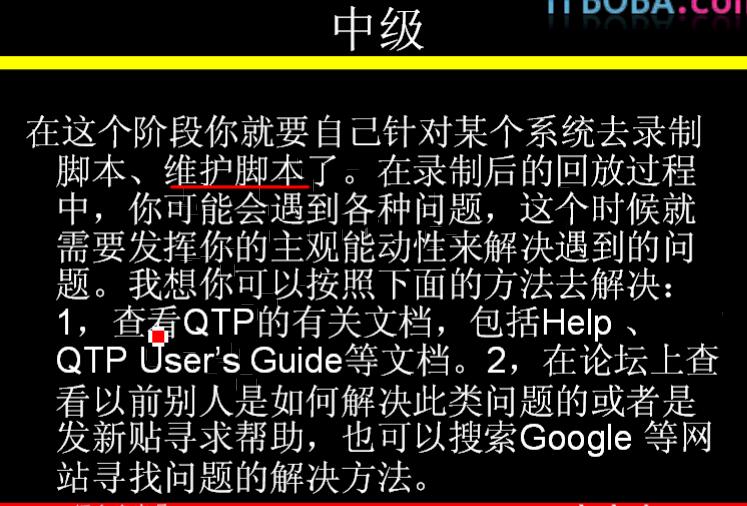 ITBOBA.com
中级
在这个阶段你就要自己针对某个系统去录制
脚本、维护脚本了。在录制后的回放过程
中，你可能会遇到各种问题，这个时候就
需要发挥你的主观能动性来解决遇到的问
题。我想你可以按照下面的方法去解决：
1，查看QTP的有关文档，包括Help 、
QTP User's Guide等文档。2，在论坛上查
看以前别人是如何解决此类问题的或者是
发新贴寻求帮助，也可以搜索Google 等网
站寻找问题的解决方法。